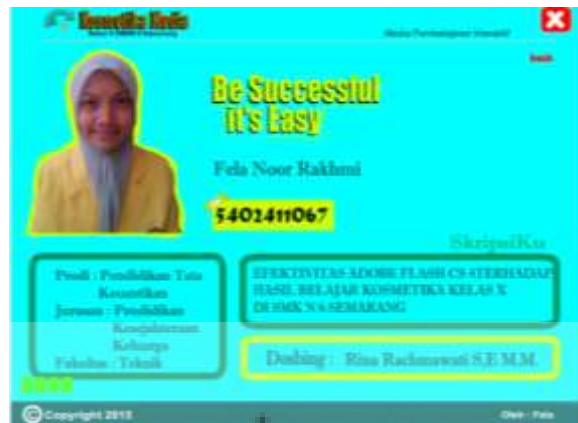 Kosmetika Media
Media Pembelajaran Interaktif
Be Successful
it's Easy
Fela Noor Rakhmi
5402411067
SkripsiKu
Prodi : Pendidikan Tata
Kecantikan
Jurusan : Pendidikan
Kesejahteraan
Keluarga
Fakultas : Teknik
EFEKTIVITAS ADOBE FLASH CS 4TERHADAP
HASIL BELAJAR KOSMETIKA KELAS X
DI SMK N 6 SEMARANG
Dosbing : Rina Rachmawati S.E M.M.
© Copyright 2015
Oleh : Fela